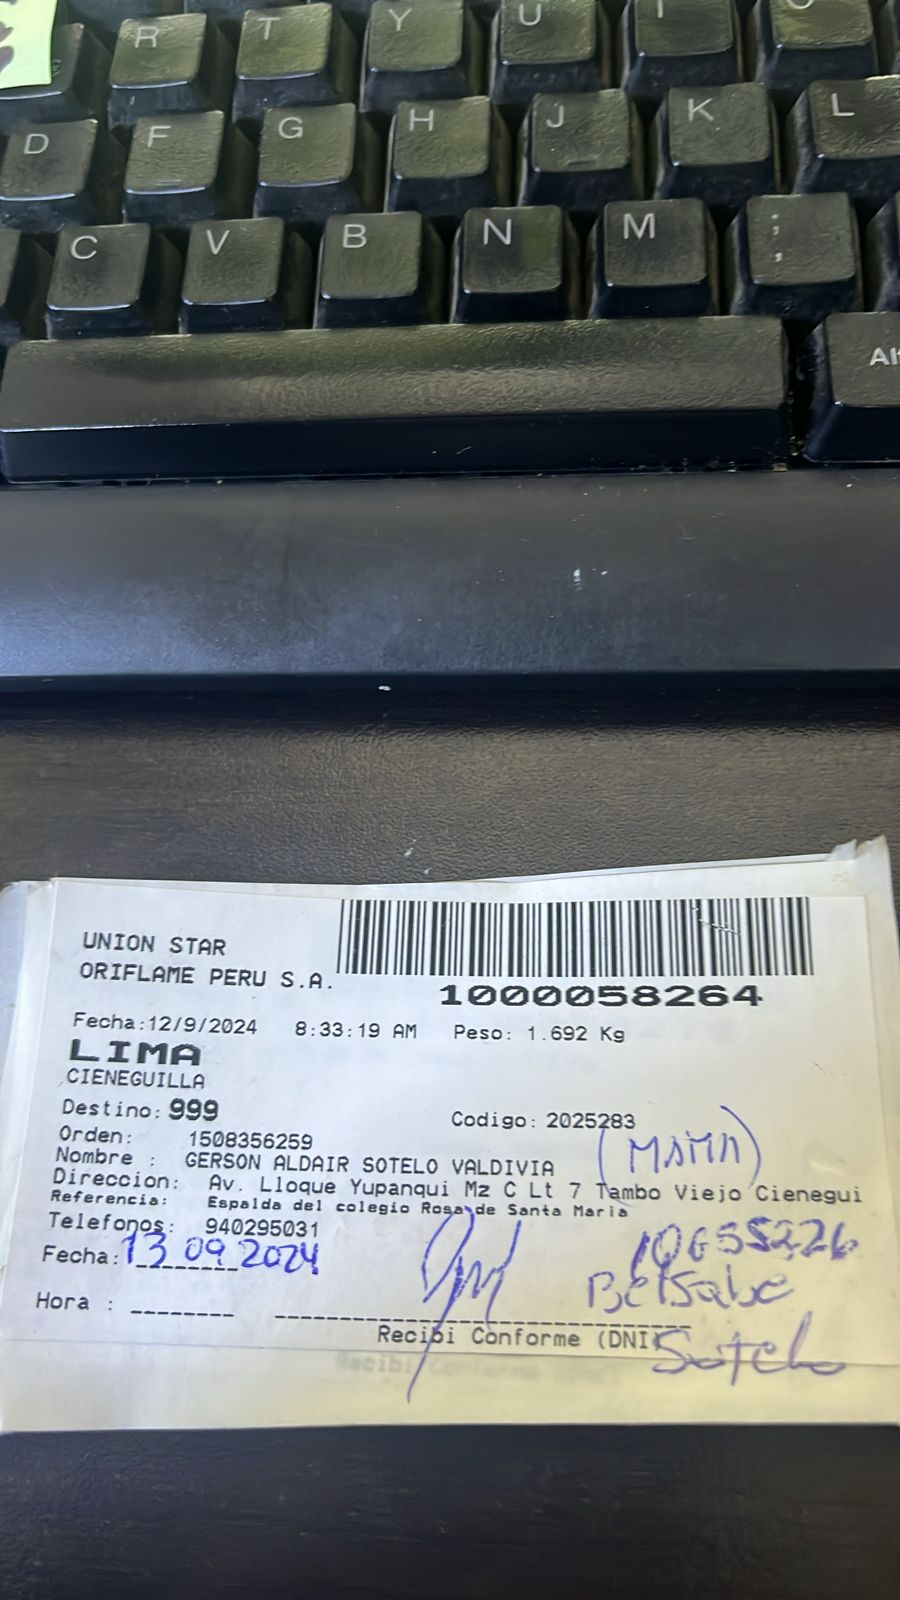 R T Y U I O
D F G H J K L
C V B N M ; ,
Alt
UNION STAR
ORIFLAME PERU S.A.
1000058264
Fecha:12/9/2024 8:33:19 AM Peso: 1.692 Kg
LIMA
CIENEGUILLA
Destino: 999 Codigo: 2025283
Orden: 1508356259
Nombre : GERSON ALDAIR SOTELO VALDIVIA (MAMA)
Direccion: Av. Lloque Yupanqui Mz C Lt 7 Tambo Viejo Cienegui
Referencia: Espalda del colegio Rosa de Santa Maria
Telefonos: 940295031
Fecha: 13 09 2024 10655226
Betsabe
Hora :
Recibi Conforme (DNI)
Sotelo